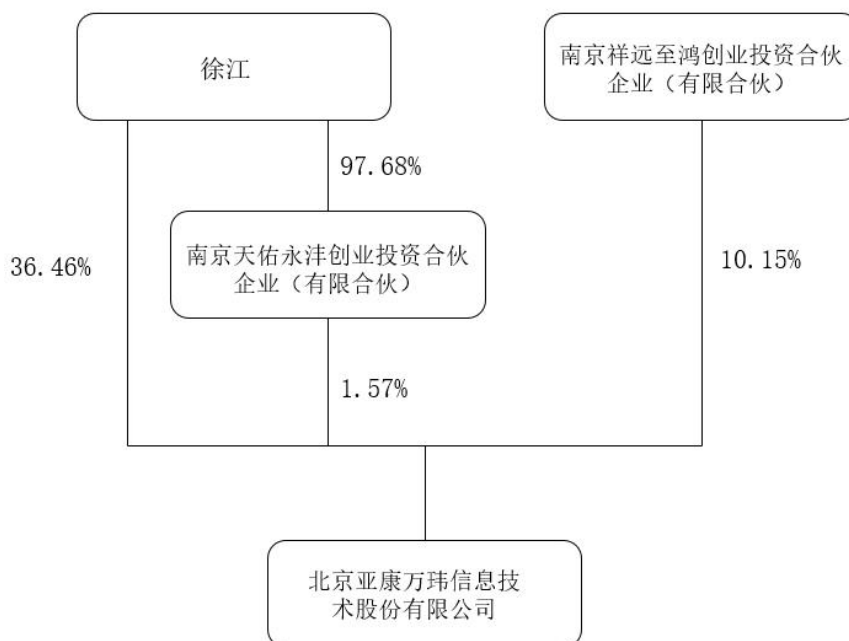 徐江
南京祥远至鸿创业投资合伙
企业（有限合伙）
97.68%
36.46%
南京天佑永沣创业投资合伙
企业（有限合伙）
10.15%
1.57%
北京亚康万玮信息技
术股份有限公司